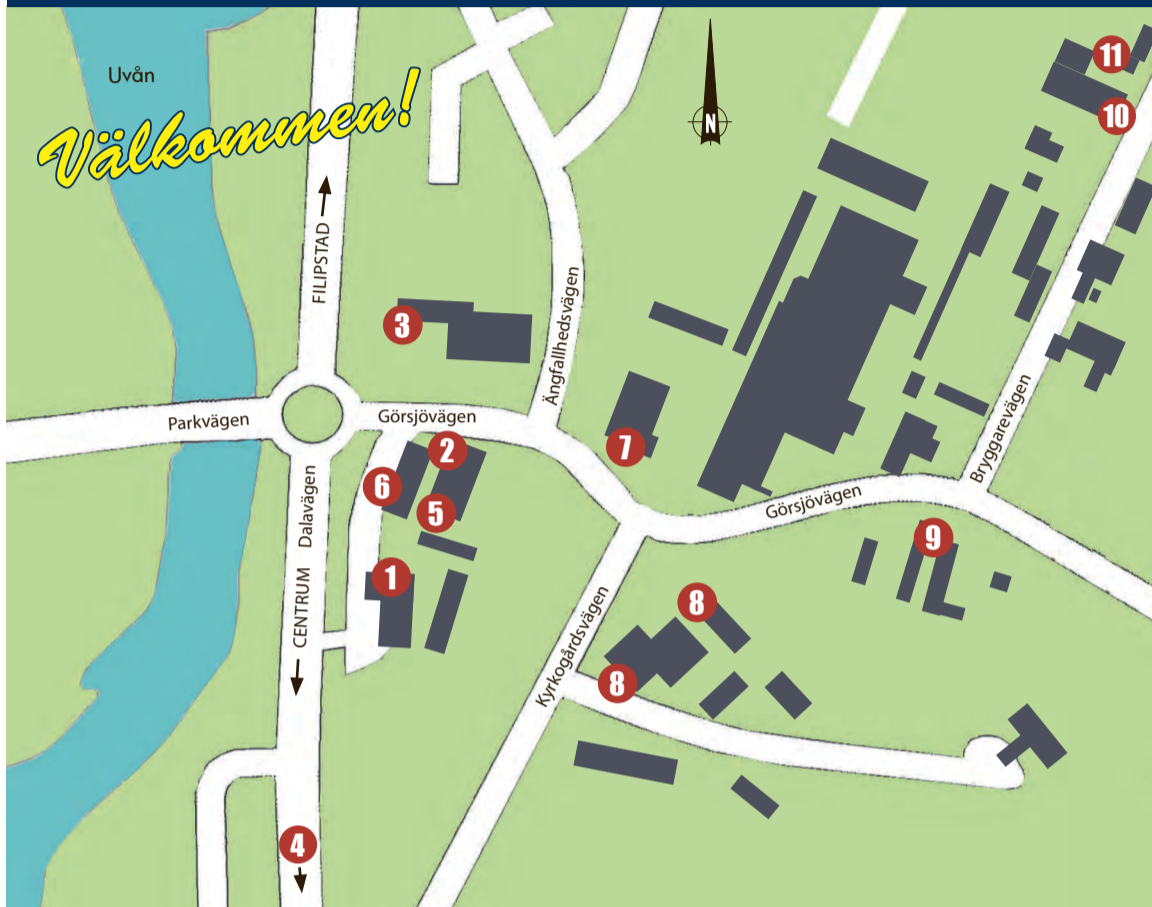 Uvån
Välkommen!
N
11
10
FILIPSTAD
3
Ängfallhedsvägen
Parkvägen
Görsjövägen
7
Bryggarevägen
2
6
5
Dalavägen
CENTRUM
1
Görsjövägen
9
8
Kyrkogårdsvägen
8
4